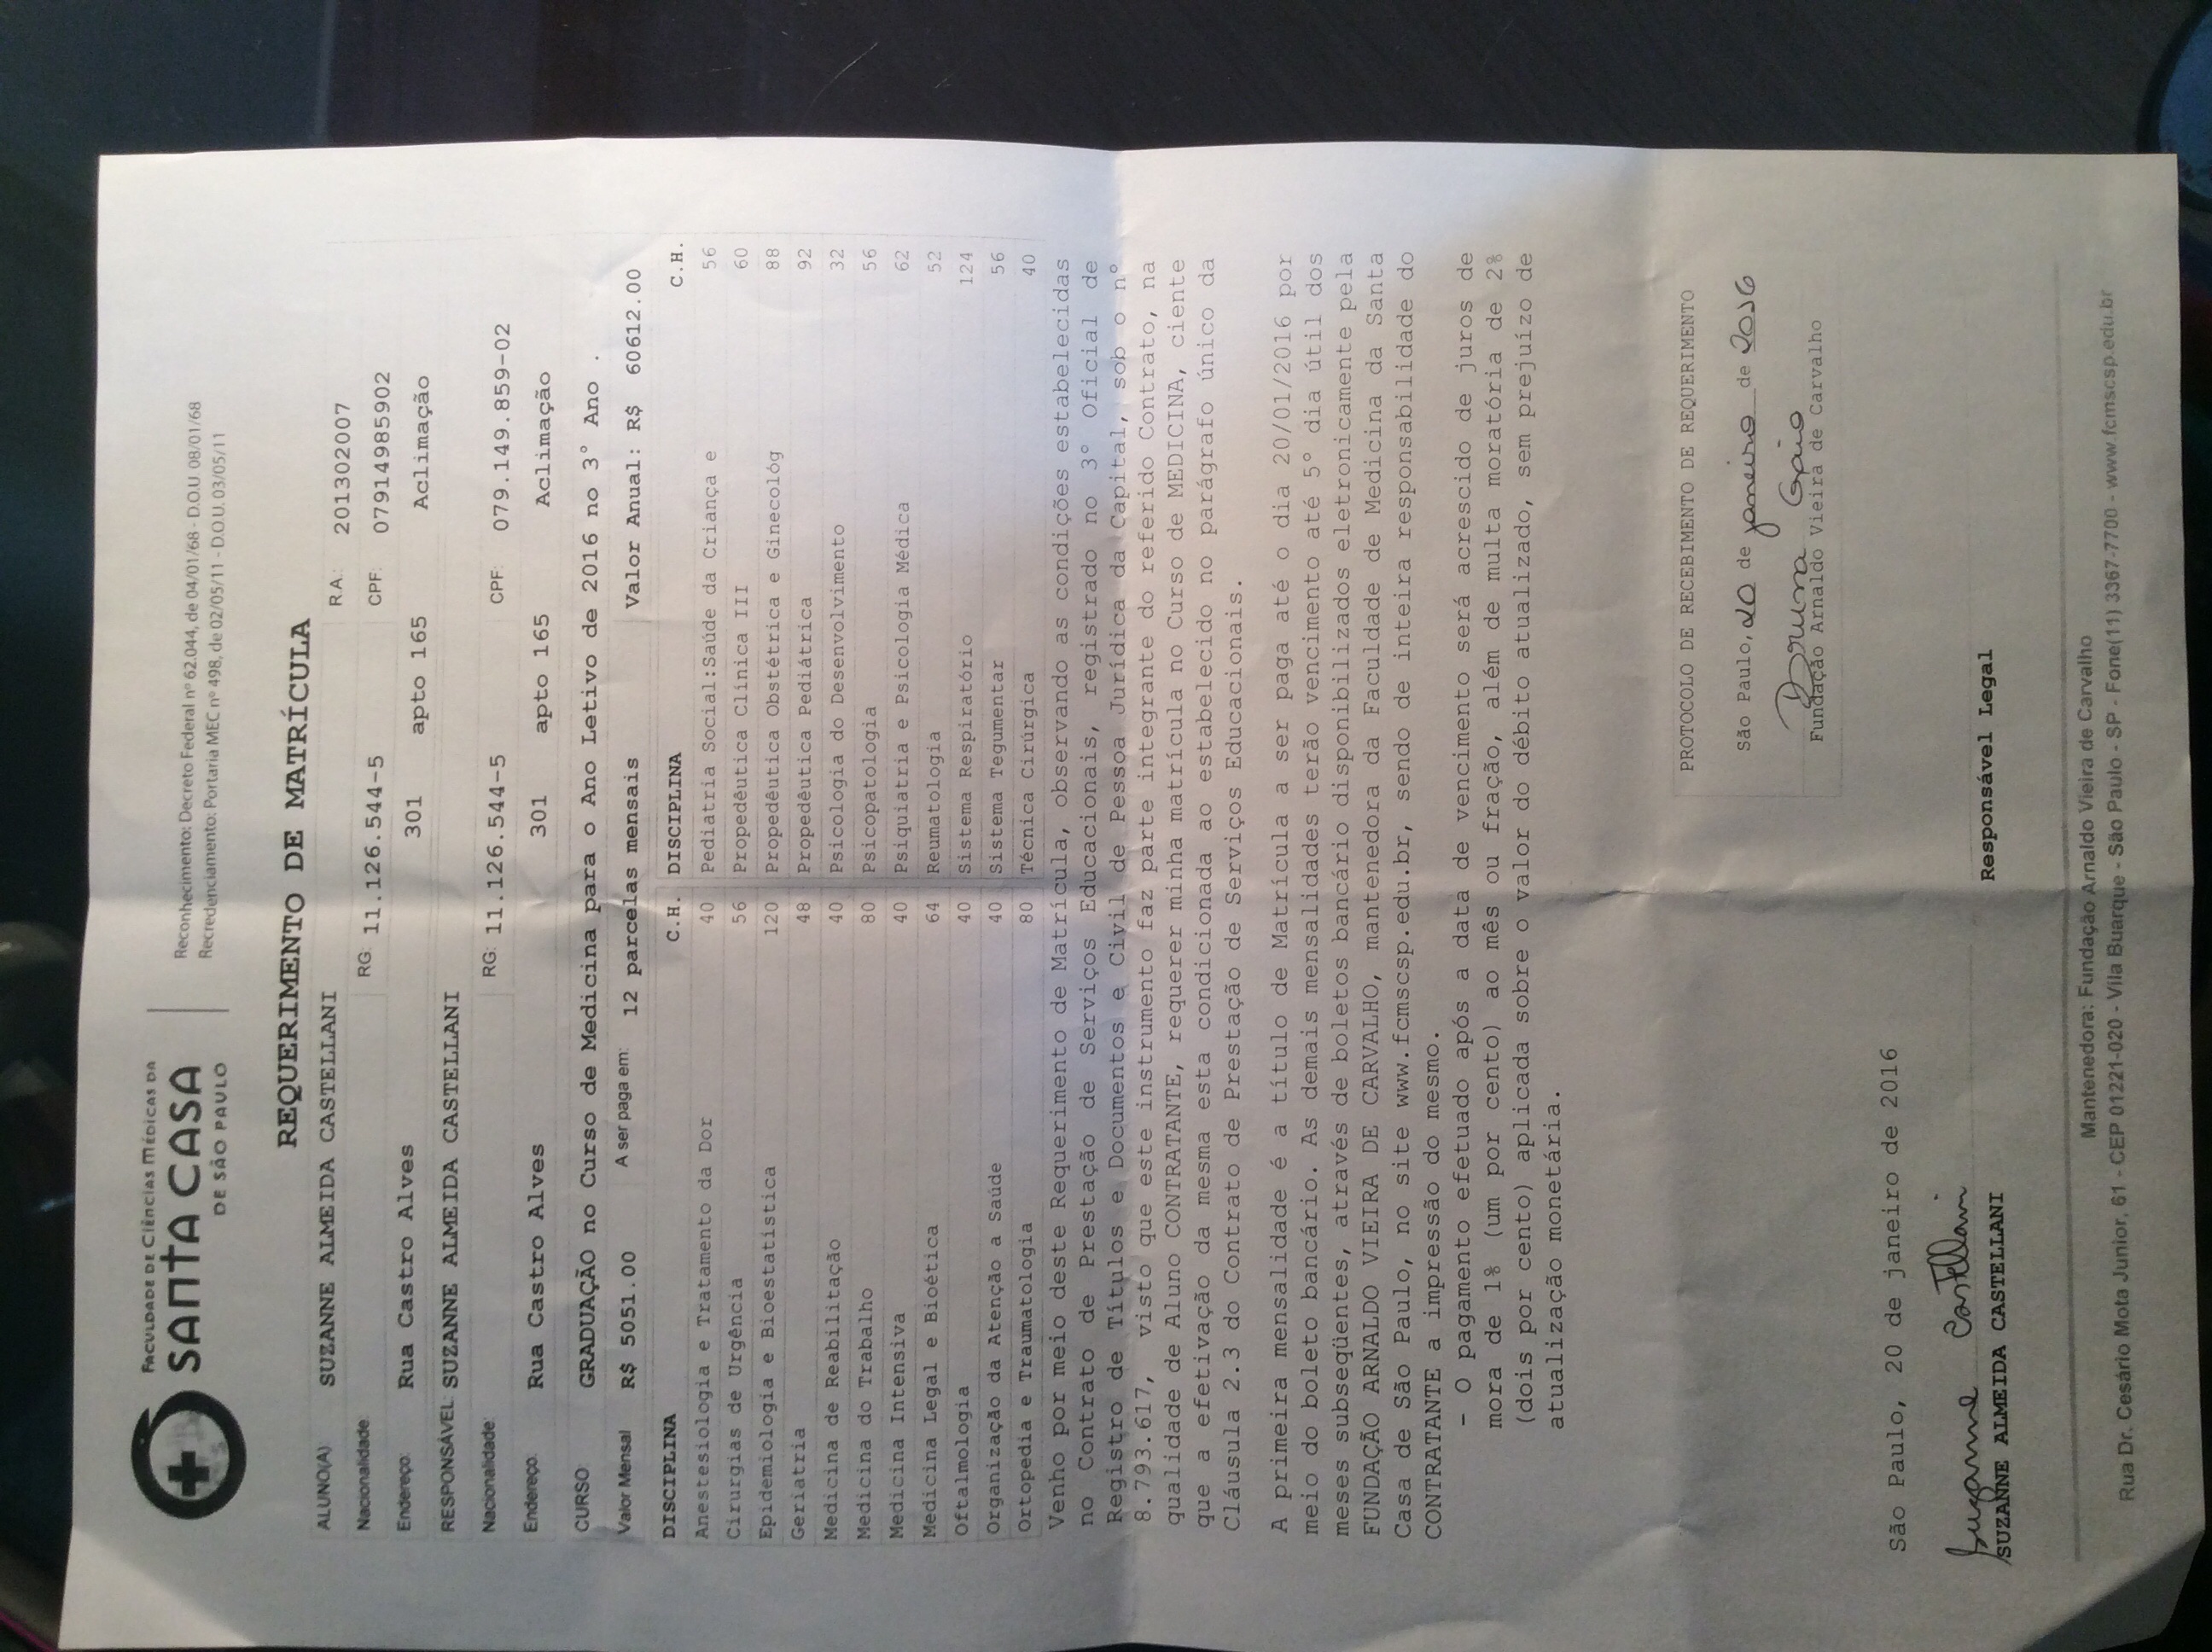 FACULDADE DE CIÊNCIAS MÉDICAS DA
SANTA CASA
DE SÃO PAULO
Reconhecimento: Decreto Federal nº 62.044, de 04/01/68 - D.O.U 08/01/68
Recredenciamento: Portaria MEC nº 498, de 02/05/11 - D.O.U. 03/05/11
REQUERIMENTO DE MATRÍCULA
ALUNO(A): SUZANNE ALMEIDA CASTELLANI R.A.: 201302007
Nacionalidade: RG: 11.126.544-5 CPF: 07914985902
Endereço: Rua Castro Alves 301 apto 165 Aclimação
RESPONSÁVEL: SUZANNE ALMEIDA CASTELLANI
Nacionalidade: RG: 11.126.544-5 CPF: 079.149.859-02
Endereço: Rua Castro Alves 301 apto 165 Aclimação
CURSO: GRADUAÇÃO no Curso de Medicina para o Ano Letivo de 2016 no 3° Ano .
Valor Mensal R$ 5051.00 A ser paga em: 12 parcelas mensais Valor Anual: R$ 60612.00
DISCIPLINA C.H. DISCIPLINA C.H.
Anestesiologia e Tratamento da Dor 40 Pediatria Social:Saúde da Criança e 56
Cirurgias de Urgência 56 Propedêutica Clínica III 60
Epidemiologia e Bioestatística 120 Propedêutica Obstétrica e Ginecológ 88
Geriatria 48 Propedêutica Pediátrica 92
Medicina de Reabilitação 40 Psicologia do Desenvolvimento 32
Medicina do Trabalho 80 Psicopatologia 56
Medicina Intensiva 40 Psiquiatria e Psicologia Médica 62
Medicina Legal e Bioética 64 Reumatologia 52
Oftalmologia 40 Sistema Respiratório 124
Organização da Atenção a Saúde 40 Sistema Tegumentar 56
Ortopedia e Traumatologia 80 Técnica Cirúrgica 40
Venho por meio deste Requerimento de Matrícula, observando as condições estabelecidas
no Contrato de Prestação de Serviços Educacionais, registrado no 3° Oficial de
Registro de Títulos e Documentos e Civil de Pessoa Jurídica da Capital, sob o n°
8.793.617, visto que este instrumento faz parte integrante do referido Contrato, na
qualidade de Aluno CONTRATANTE, requerer minha matrícula no Curso de MEDICINA, ciente
que a efetivação da mesma esta condicionada ao estabelecido no parágrafo único da
Cláusula 2.3 do Contrato de Prestação de Serviços Educacionais.
A primeira mensalidade é a título de Matrícula a ser paga até o dia 20/01/2016 por
meio do boleto bancário. As demais mensalidades terão vencimento até 5° dia útil dos
meses subseqüentes, através de boletos bancário disponibilizados eletronicamente pela
FUNDAÇÃO ARNALDO VIEIRA DE CARVALHO, mantenedora da Faculdade de Medicina da Santa
Casa de São Paulo, no site www.fcmscsp.edu.br, sendo de inteira responsabilidade do
CONTRATANTE a impressão do mesmo.
- O pagamento efetuado após a data de vencimento será acrescido de juros de
mora de 1% (um por cento) ao mês ou fração, além de multa moratória de 2%
(dois por cento) aplicada sobre o valor do débito atualizado, sem prejuízo de
atualização monetária.
PROTOCOLO DE RECEBIMENTO DE REQUERIMENTO
São Paulo, 20 de janeiro de 2016
Bruna Gaio
Fundação Arnaldo Vieira de Carvalho
São Paulo, 20 de janeiro de 2016
Suzanne Castellani
SUZANNE ALMEIDA CASTELLANI Responsável Legal
Mantenedora: Fundação Arnaldo Vieira de Carvalho
Rua Dr. Cesário Mota Junior, 61 - CEP 01221-020 - Vila Buarque - São Paulo - SP - Fone(11) 3367-7700 - www.fcmscsp.edu.br